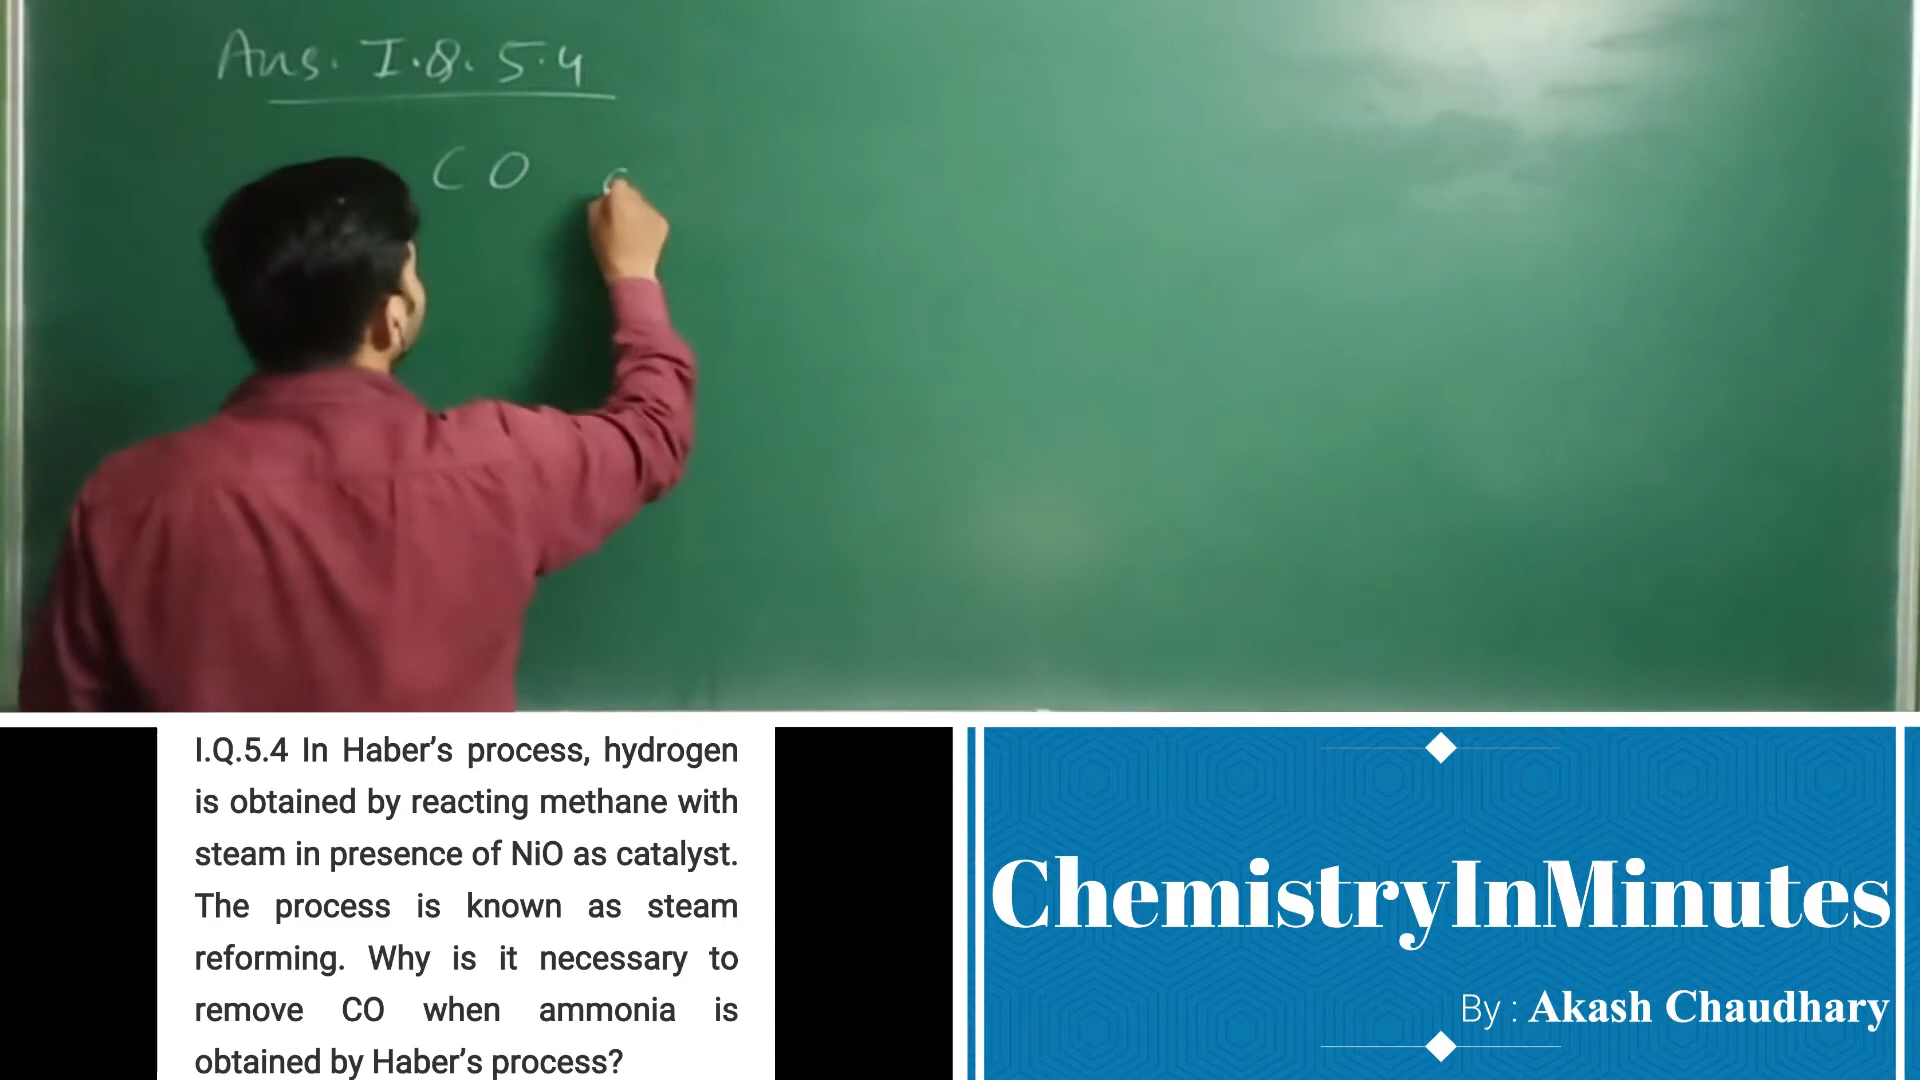 Ans. I.Q. 5.4
CO
I.Q.5.4 In Haber’s process, hydrogen
is obtained by reacting methane with
steam in presence of NiO as catalyst.
The process is known as steam
reforming. Why is it necessary to
remove CO when ammonia is
obtained by Haber’s process?
ChemistryInMinutes
By : Akash Chaudhary